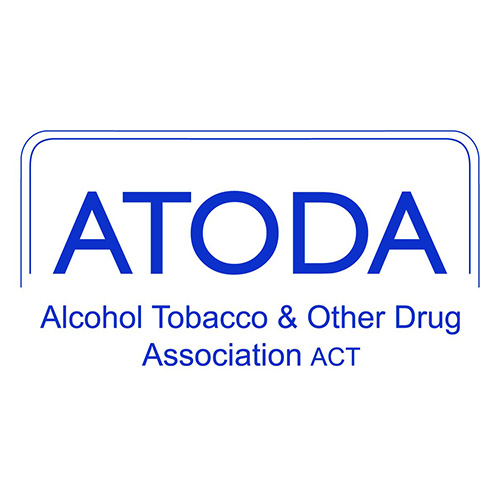 ATODA
Alcohol Tobacco & Other Drug
Association ACT